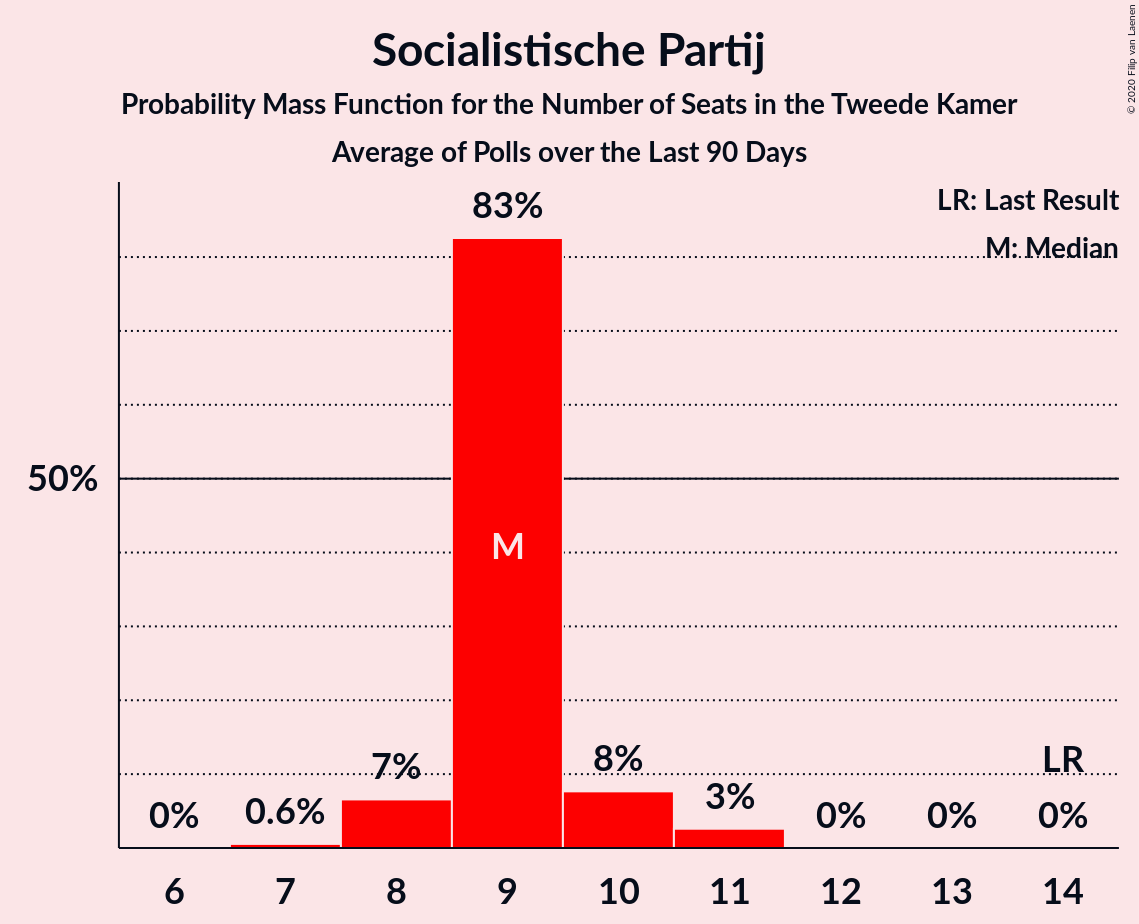 Socialistische Partij
Probability Mass Function for the Number of Seats in the Tweede Kamer
Average of Polls over the Last 90 Days
© 2020 Filip van Laenen
LR: Last Result
M: Median
83%
50%
M
7%
8%
LR
0%
0.6%
3%
0%
0%
0%
6 7 8 9 10 11 12 13 14